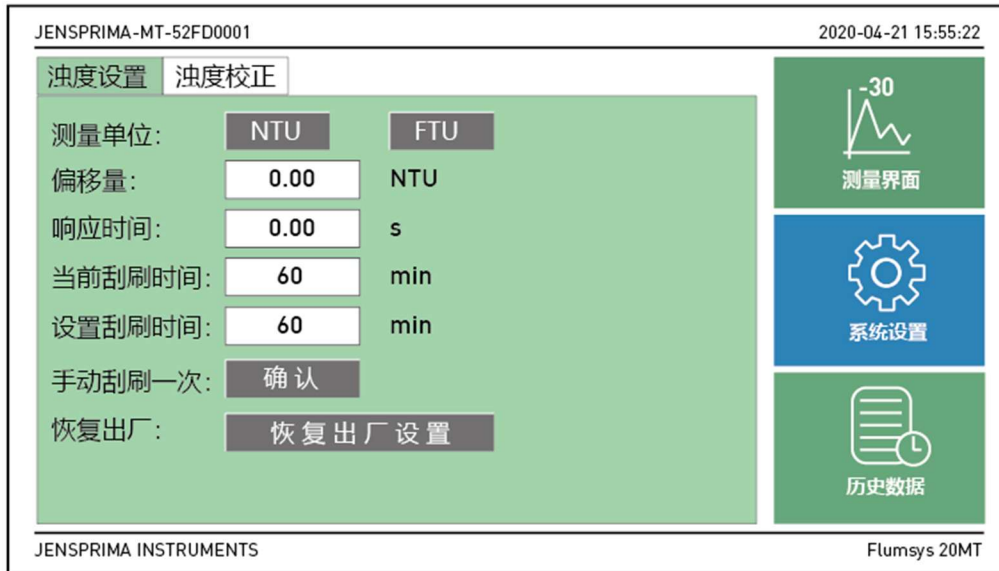 JENSPRIMA-MT-52FD0001 2020-04-21 15:55:22
浊度设置 浊度校正
测量单位: NTU FTU
偏移量: 0.00 NTU
响应时间: 0.00 s
当前刮刷时间: 60 min
设置刮刷时间: 60 min
手动刮刷一次: 确认
恢复出厂: 恢复出厂设置
-30
测量界面
系统设置
历史数据
JENSPRIMA INSTRUMENTS Flumsys 20MT